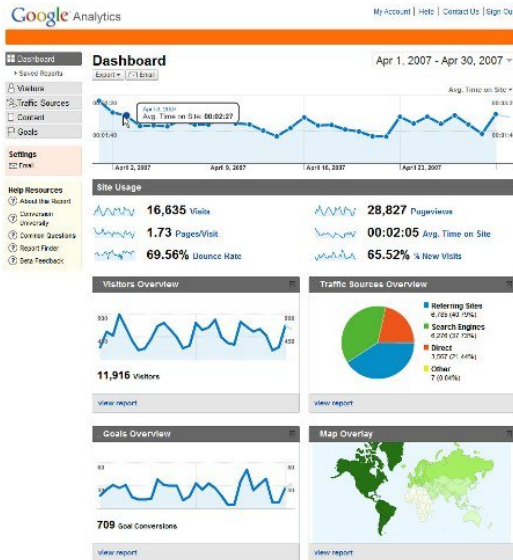 Google Analytics
My Account | Help | Contact Us | Sign Ou
Dashboard
Saved Reports
Visitors
Traffic Sources
Content
Goals
Settings
Email
Help Resources
About this Report
Conversion
University
Common Questions
Report Finder
Beta Feedback
Dashboard
Apr 1, 2007 - Apr 30, 2007
Export
Email
Avg. Time on Site
Avg. Time on Site: 00:02:27
00:01:40
April 2, 2007
April 9, 2007
April 16, 2007
April 23, 2007
Site Usage
16,635 Visits
28,827 Pageviews
1.73 Pages/Visit
00:02:05 Avg. Time on Site
69.56% Bounce Rate
65.52% % New Visits
Visitors Overview
11,916 Visitors
view report
Traffic Sources Overview
Referring Sites
Search Engines
Direct
Other
7 (0.04%)
view report
Goals Overview
709 Goal Conversions
view report
Map Overlay
view report